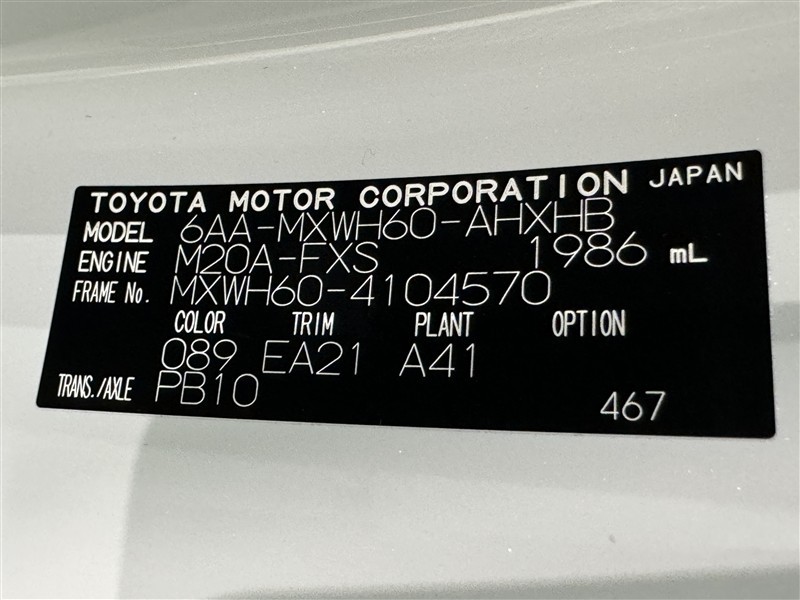 TOYOTA MOTOR CORPORATION JAPAN
MODEL 6AA-MXWH60-AHXHB
ENGINE M20A-FXS 1986 mL
FRAME No. MXWH60-4104570
COLOR TRIM PLANT OPTION
089 EA21 A41
TRANS./AXLE PB10
467